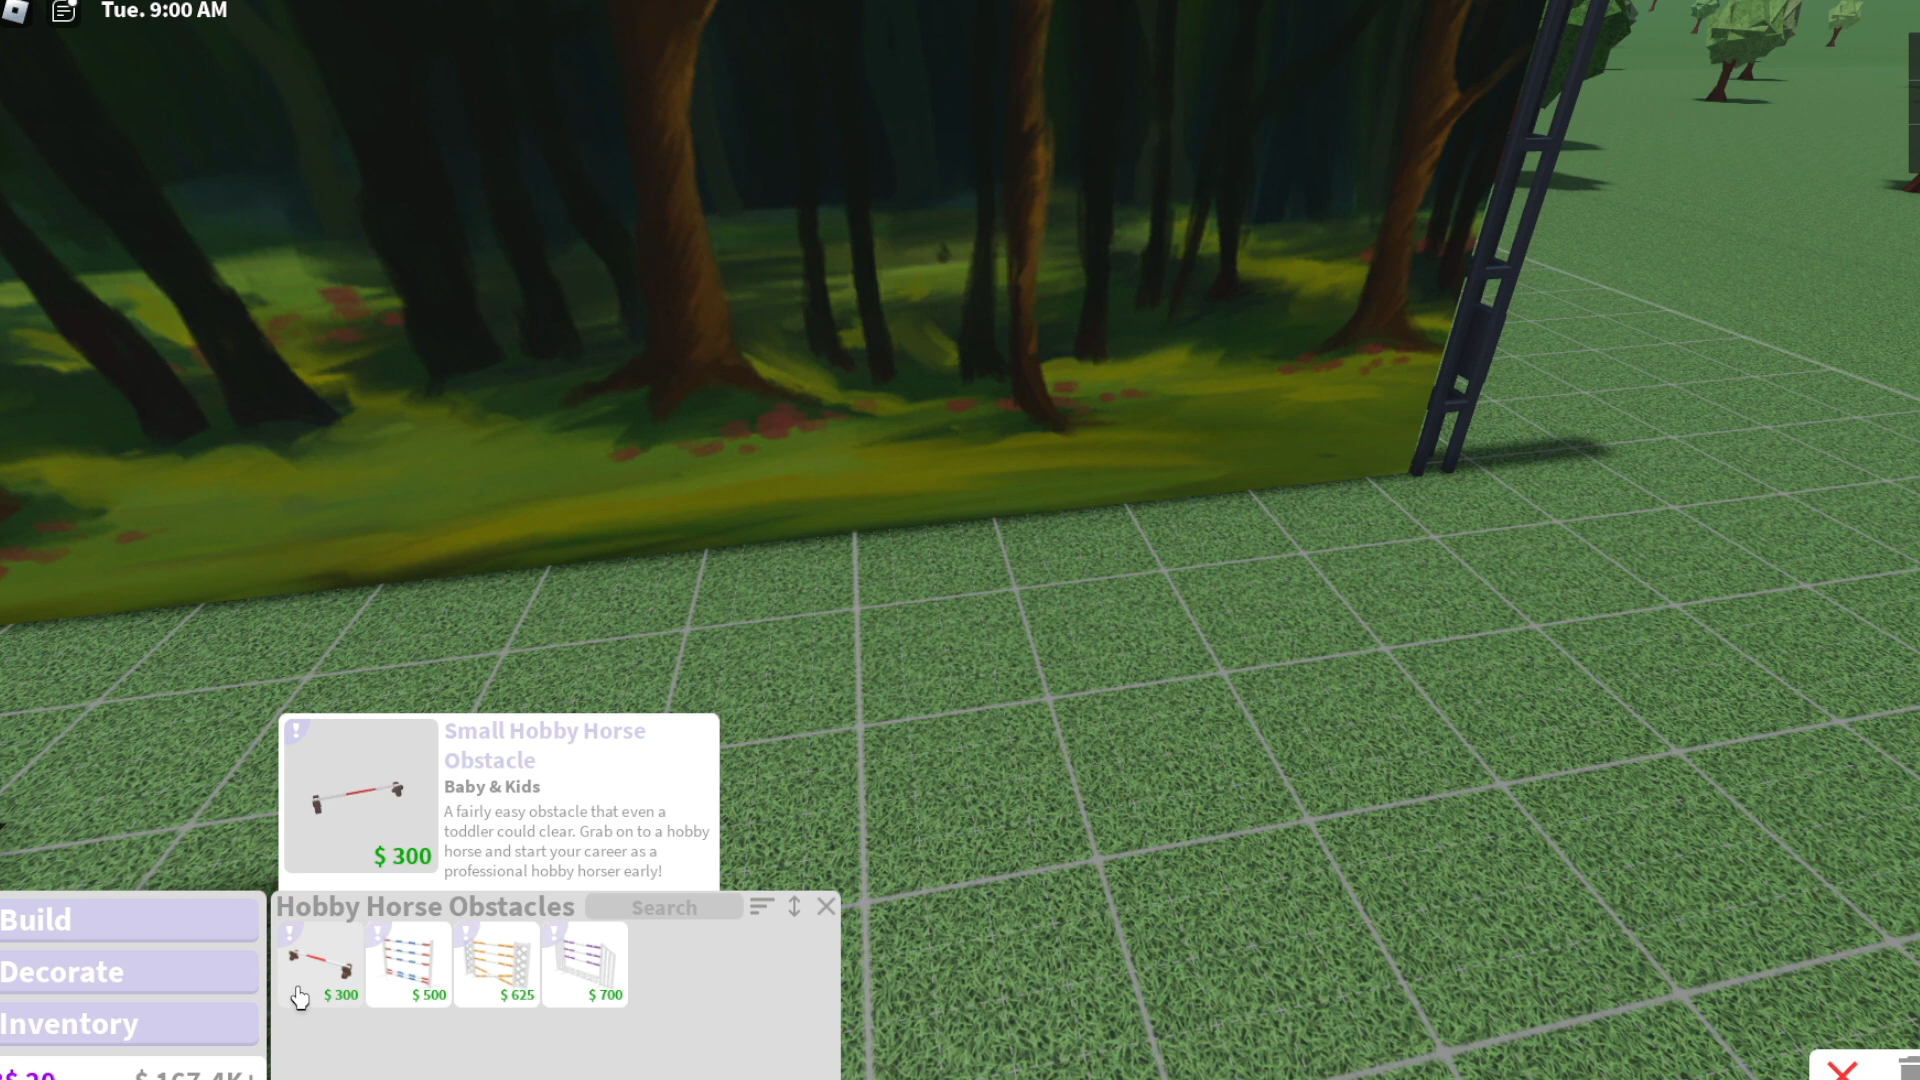 Tue. 9:00 AM
!
Small Hobby Horse
Obstacle
Baby & Kids
A fairly easy obstacle that even a
toddler could clear. Grab on to a hobby
horse and start your career as a
professional hobby horser early!
$ 300
Build
Decorate
Inventory
Hobby Horse Obstacles
Search
! ! ! !
$ 300 $ 500 $ 625 $ 700